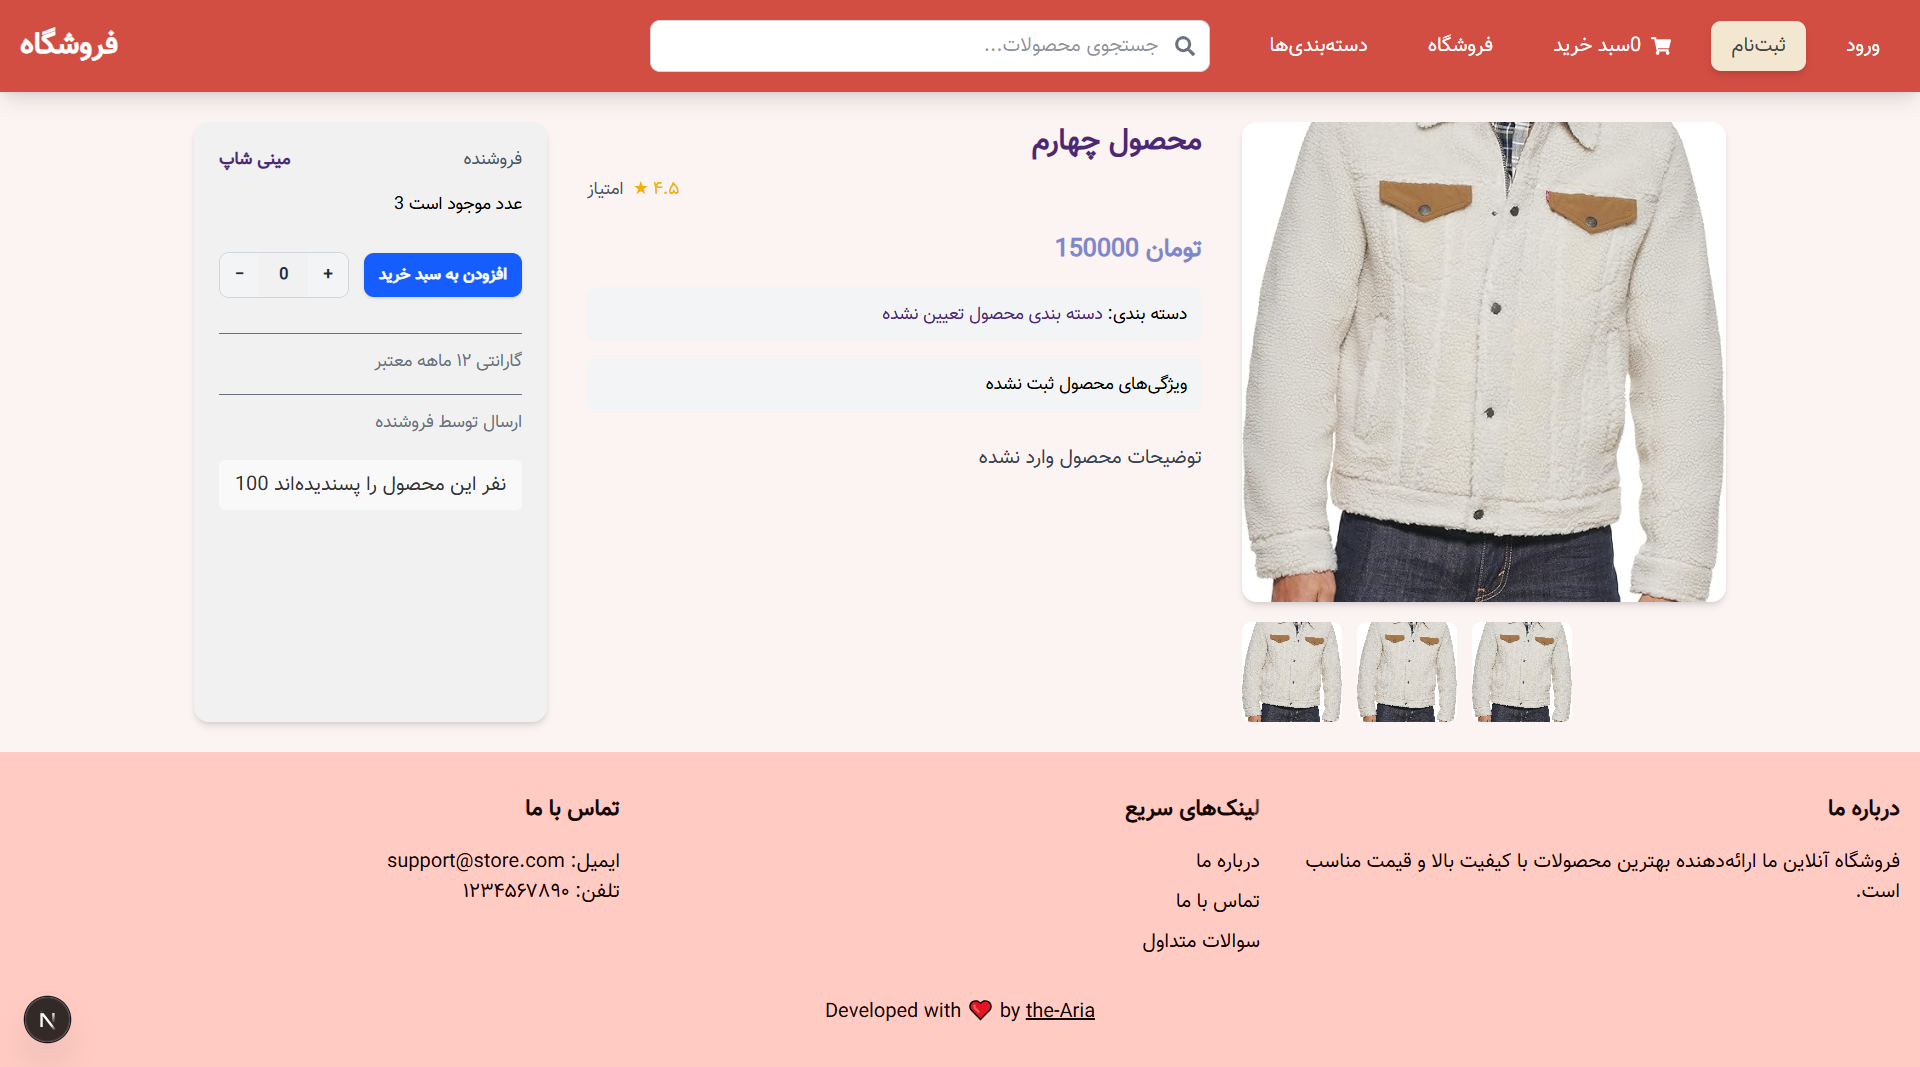 ورود
ثبت‌نام
0سبد خرید
فروشگاه
دسته‌بندی‌ها
جستجوی محصولات...
فروشگاه
محصول چهارم
۴.۵ ★ امتیاز
تومان 150000
دسته بندی: دسته بندی محصول تعیین نشده
ویژگی‌های محصول ثبت نشده
توضیحات محصول وارد نشده
فروشنده
مینی شاپ
عدد موجود است 3
افزودن به سبد خرید
+ 0 -
گارانتی ۱۲ ماهه معتبر
ارسال توسط فروشنده
نفر این محصول را پسندیده‌اند 100
درباره ما
فروشگاه آنلاین ما ارائه‌دهنده بهترین محصولات با کیفیت بالا و قیمت مناسب
است.
لینک‌های سریع
درباره ما
تماس با ما
سوالات متداول
تماس با ما
ایمیل: support@store.com
تلفن: ۱۲۳۴۵۶۷۸۹۰
Developed with ❤️ by the-Aria
N